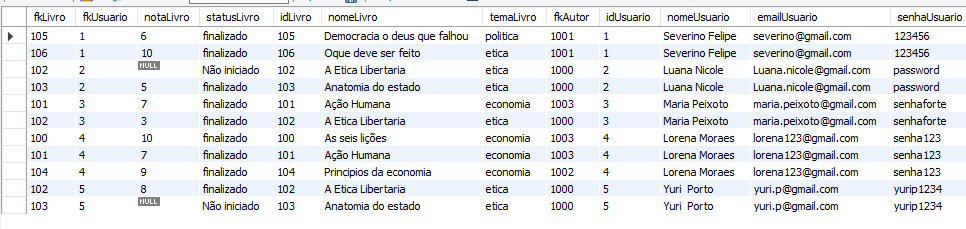 fkLivro fkUsuario notaLivro statusLivro idLivro nomeLivro temaLivro fkAutor idUsuario nomeUsuario emailUsuario senhaUsuario
105 1 6 finalizado 105 Democracia o deus que falhou politica 1001 1 Severino Felipe severino@gmail.com 123456
106 1 10 finalizado 106 Oque deve ser feito etica 1001 1 Severino Felipe severino@gmail.com 123456
102 2 NULL Não iniciado 102 A Etica Libertaria etica 1000 2 Luana Nicole Luana.nicole@gmail.com password
103 2 5 finalizado 103 Anatomia do estado etica 1000 2 Luana Nicole Luana.nicole@gmail.com password
101 3 7 finalizado 101 Ação Humana economia 1003 3 Maria Peixoto maria.peixoto@gmail.com senhaforte
102 3 3 finalizado 102 A Etica Libertaria etica 1000 3 Maria Peixoto maria.peixoto@gmail.com senhaforte
100 4 10 finalizado 100 As seis lições economia 1003 4 Lorena Moraes lorena123@gmail.com senha123
101 4 7 finalizado 101 Ação Humana economia 1003 4 Lorena Moraes lorena123@gmail.com senha123
104 4 9 finalizado 104 Principios da economia economia 1002 4 Lorena Moraes lorena123@gmail.com senha123
102 5 8 finalizado 102 A Etica Libertaria etica 1000 5 Yuri Porto yuri.p@gmail.com yurip1234
103 5 NULL Não iniciado 103 Anatomia do estado etica 1000 5 Yuri Porto yuri.p@gmail.com yurip1234